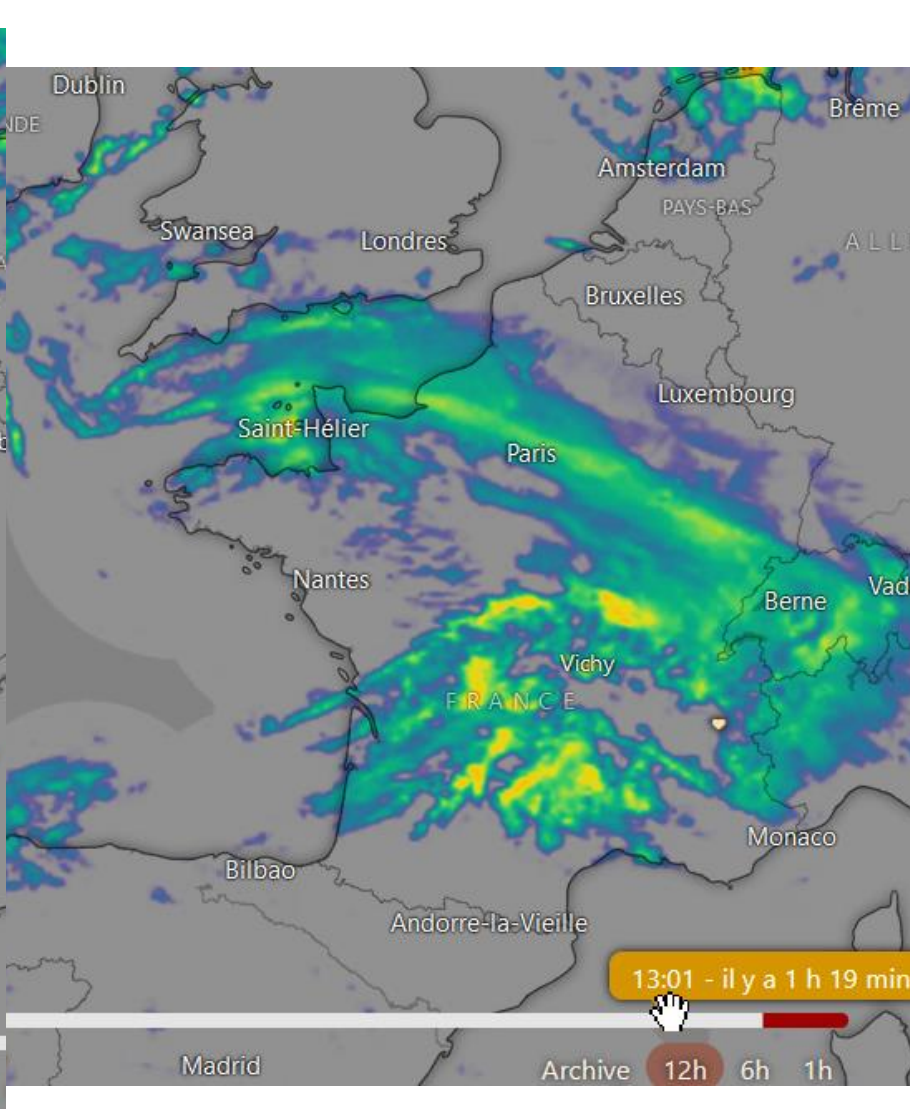 Dublin
NDE
Brême
Amsterdam
PAYS-BAS
Swansea
Londres
ALL
Bruxelles
Luxembourg
Saint-Hélier
Paris
Nantes
Berne
Vad
Vichy
FRANCE
Monaco
Bilbao
Andorre-la-Vieille
13:01 - il y a 1 h 19 min
Madrid
Archive 12h 6h 1h